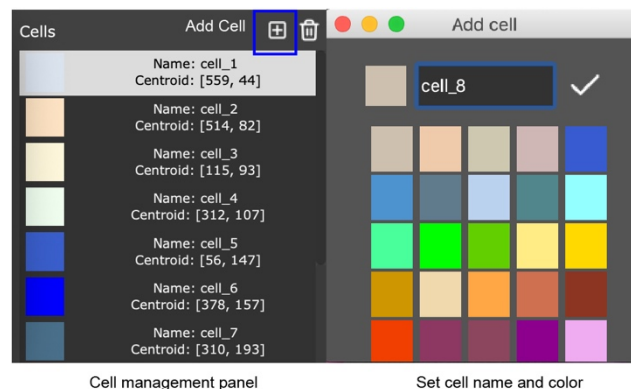 Cells Add Cell
Name: cell_1
Centroid: [559, 44]
Name: cell_2
Centroid: [514, 82]
Name: cell_3
Centroid: [115, 93]
Name: cell_4
Centroid: [312, 107]
Name: cell_5
Centroid: [56, 147]
Name: cell_6
Centroid: [378, 157]
Name: cell_7
Centroid: [310, 193]
Cell management panel
Add cell
cell_8
Set cell name and color